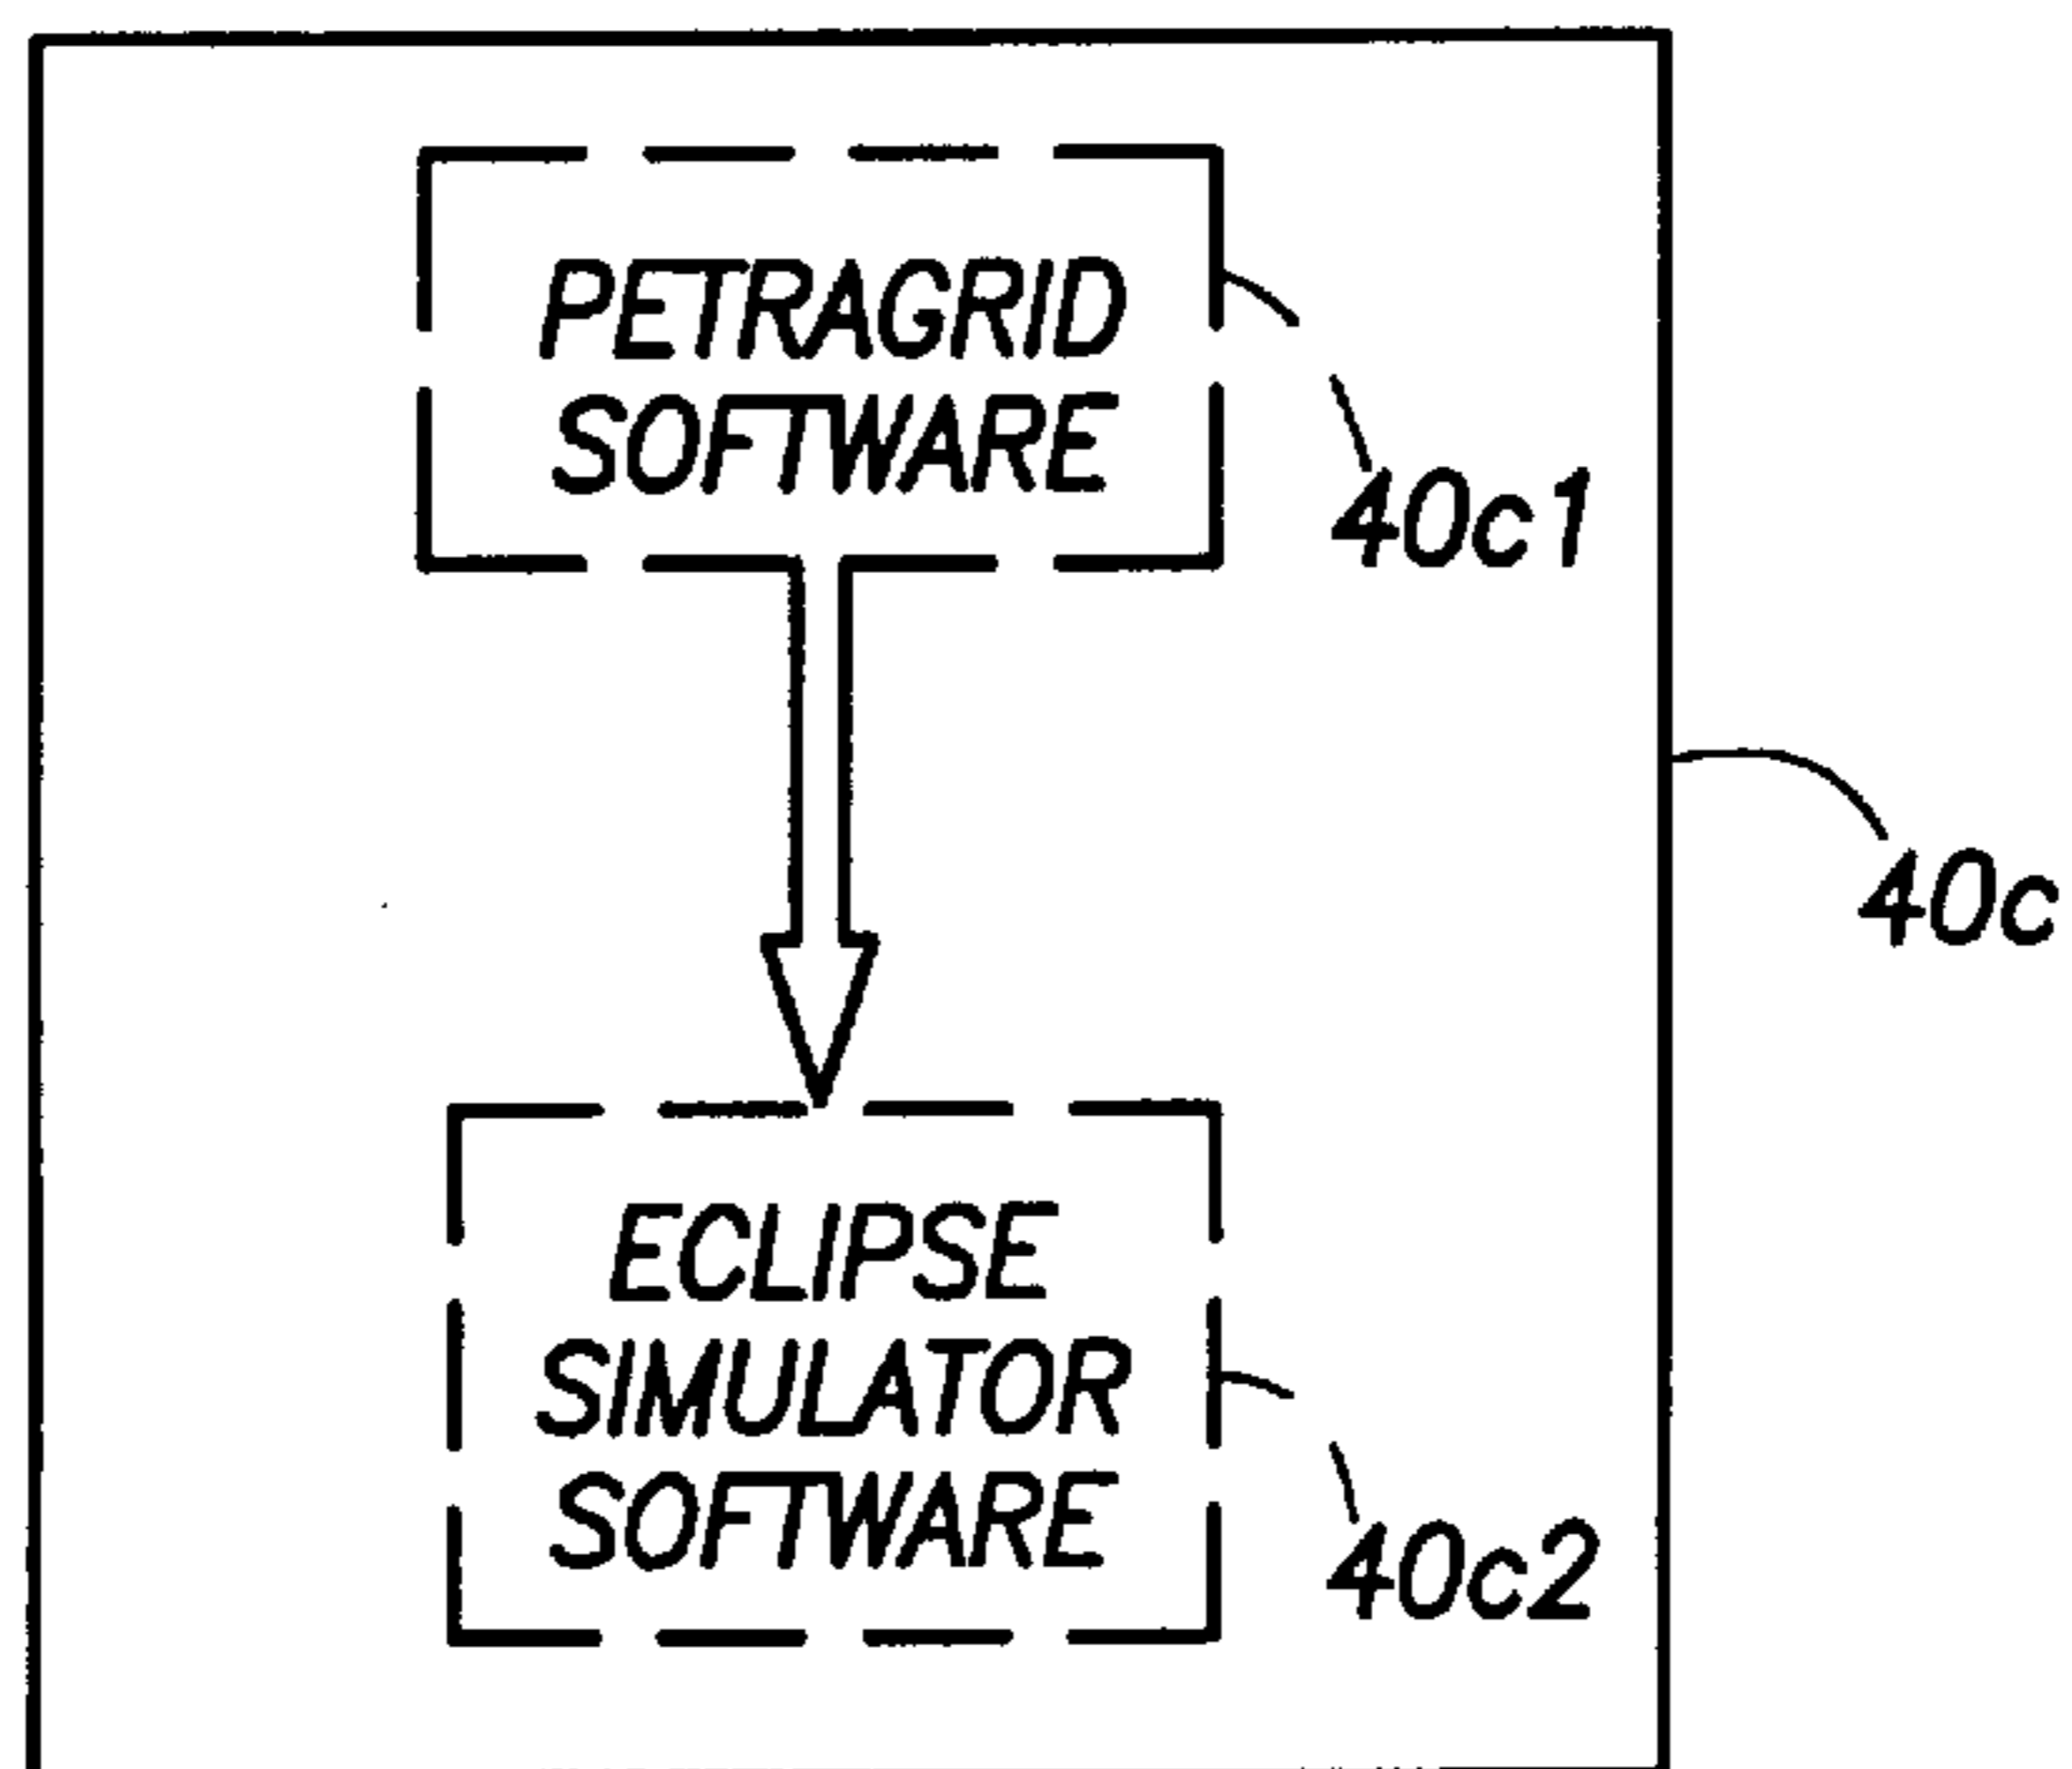 PETRAGRID
SOFTWARE
40c1
40c
ECLIPSE
SIMULATOR
SOFTWARE
40c2